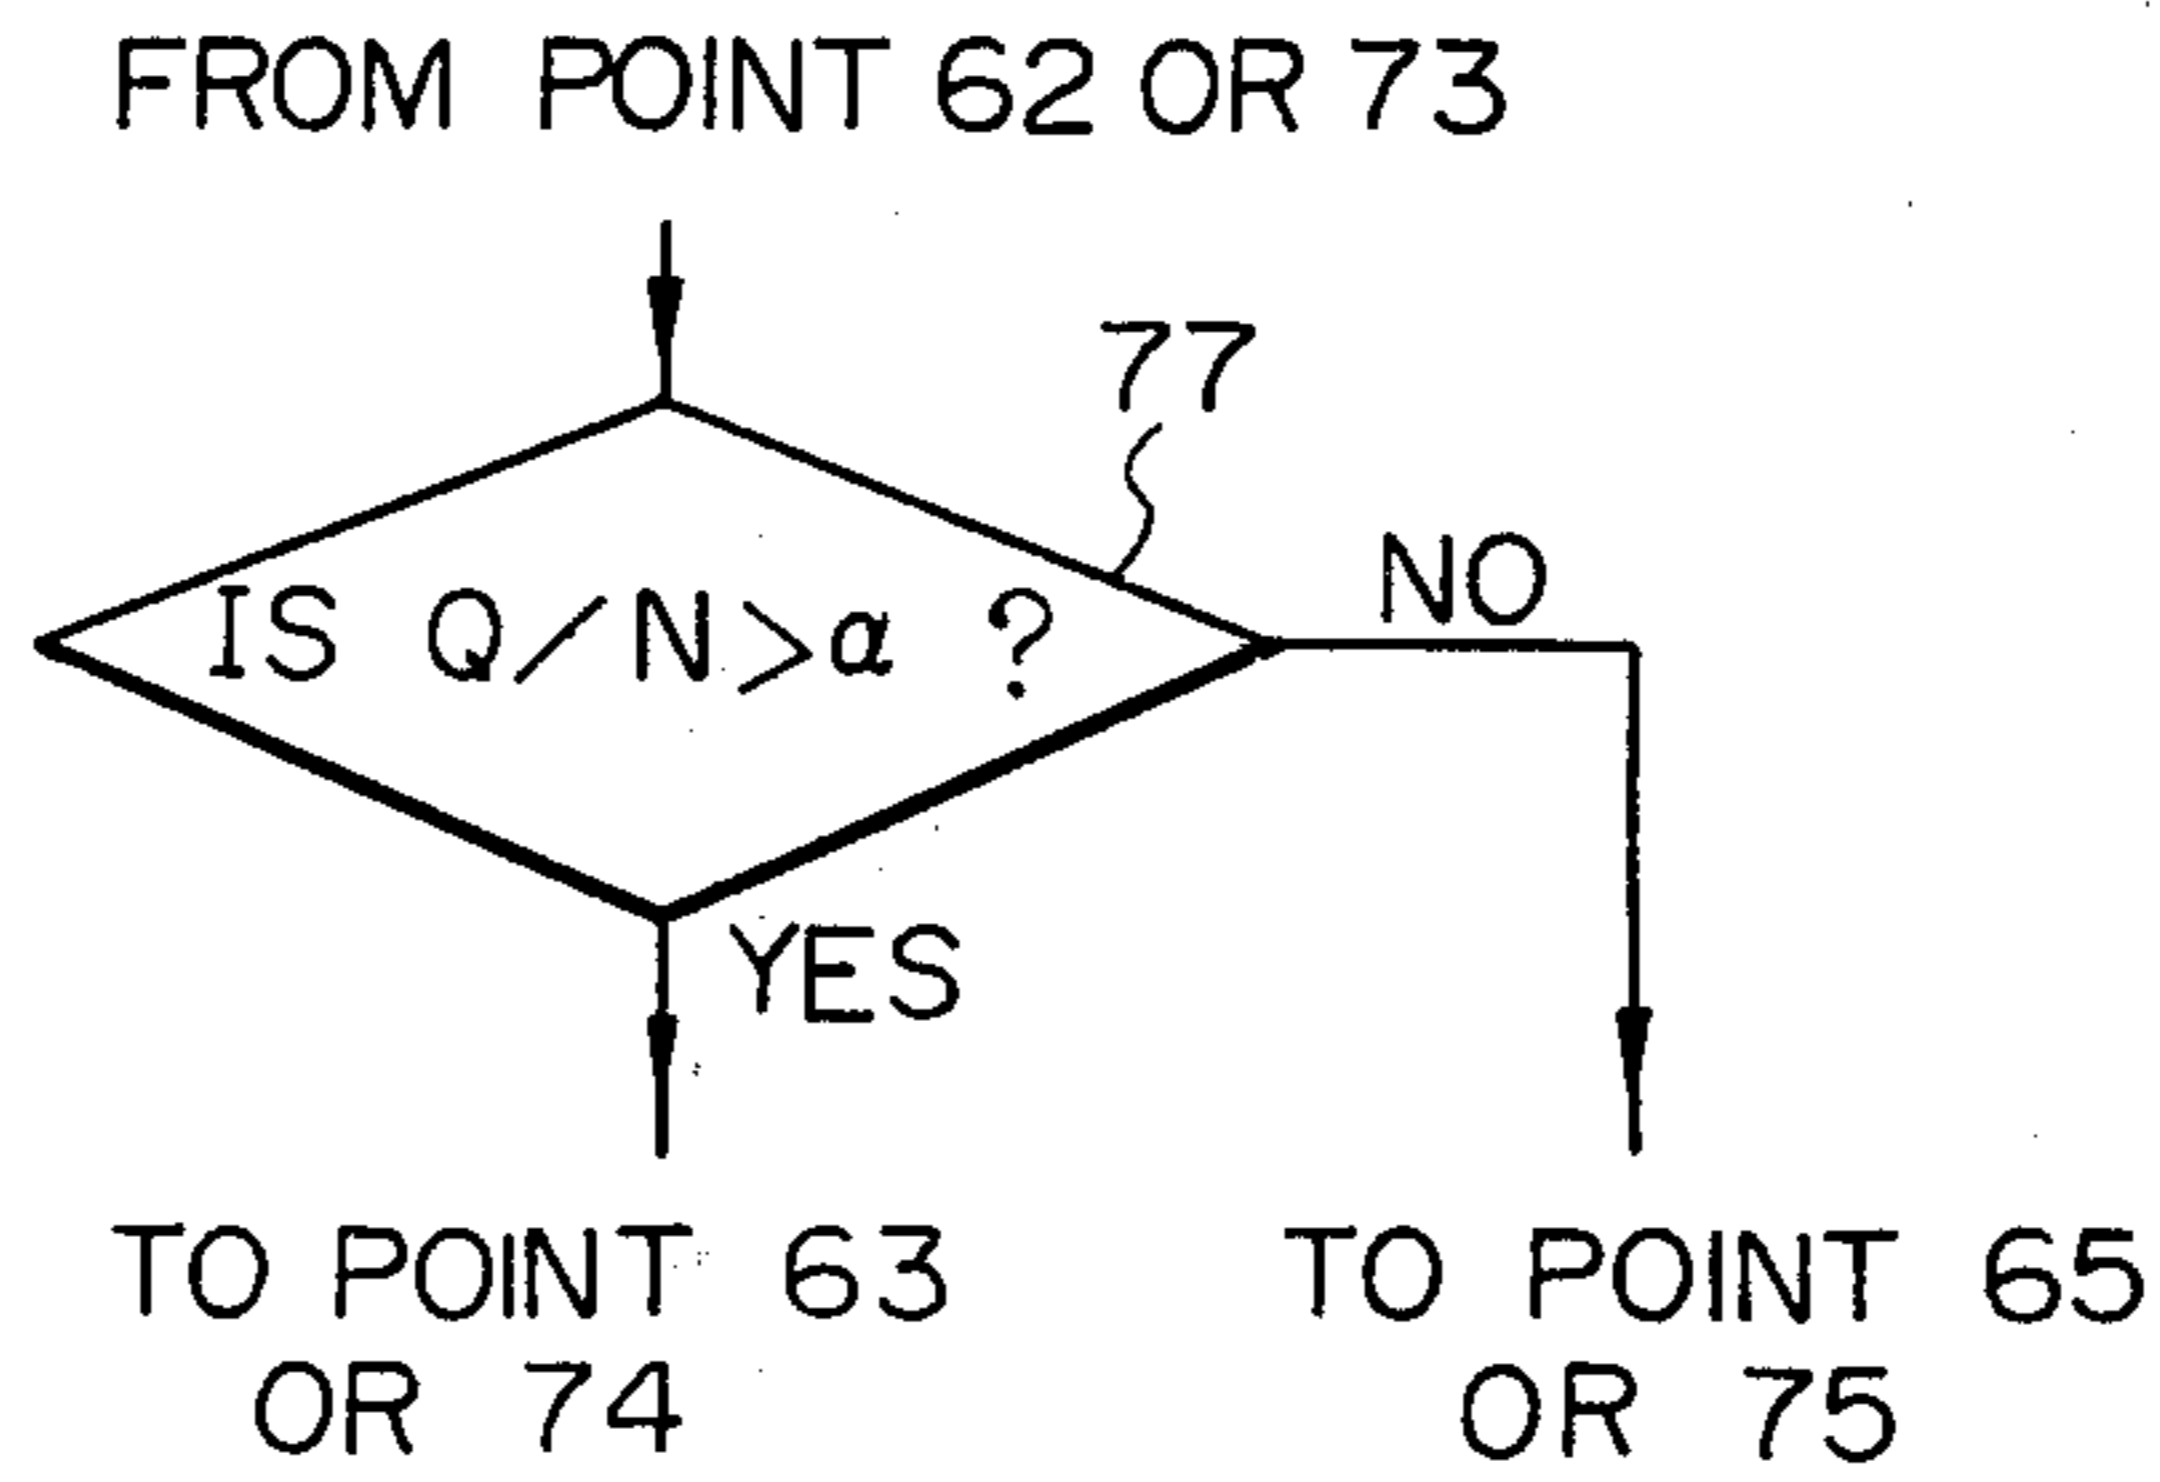 FROM POINT 62 OR 73
77
IS Q/N>α ?
NO
YES
TO POINT 63
OR 74
TO POINT 65
OR 75